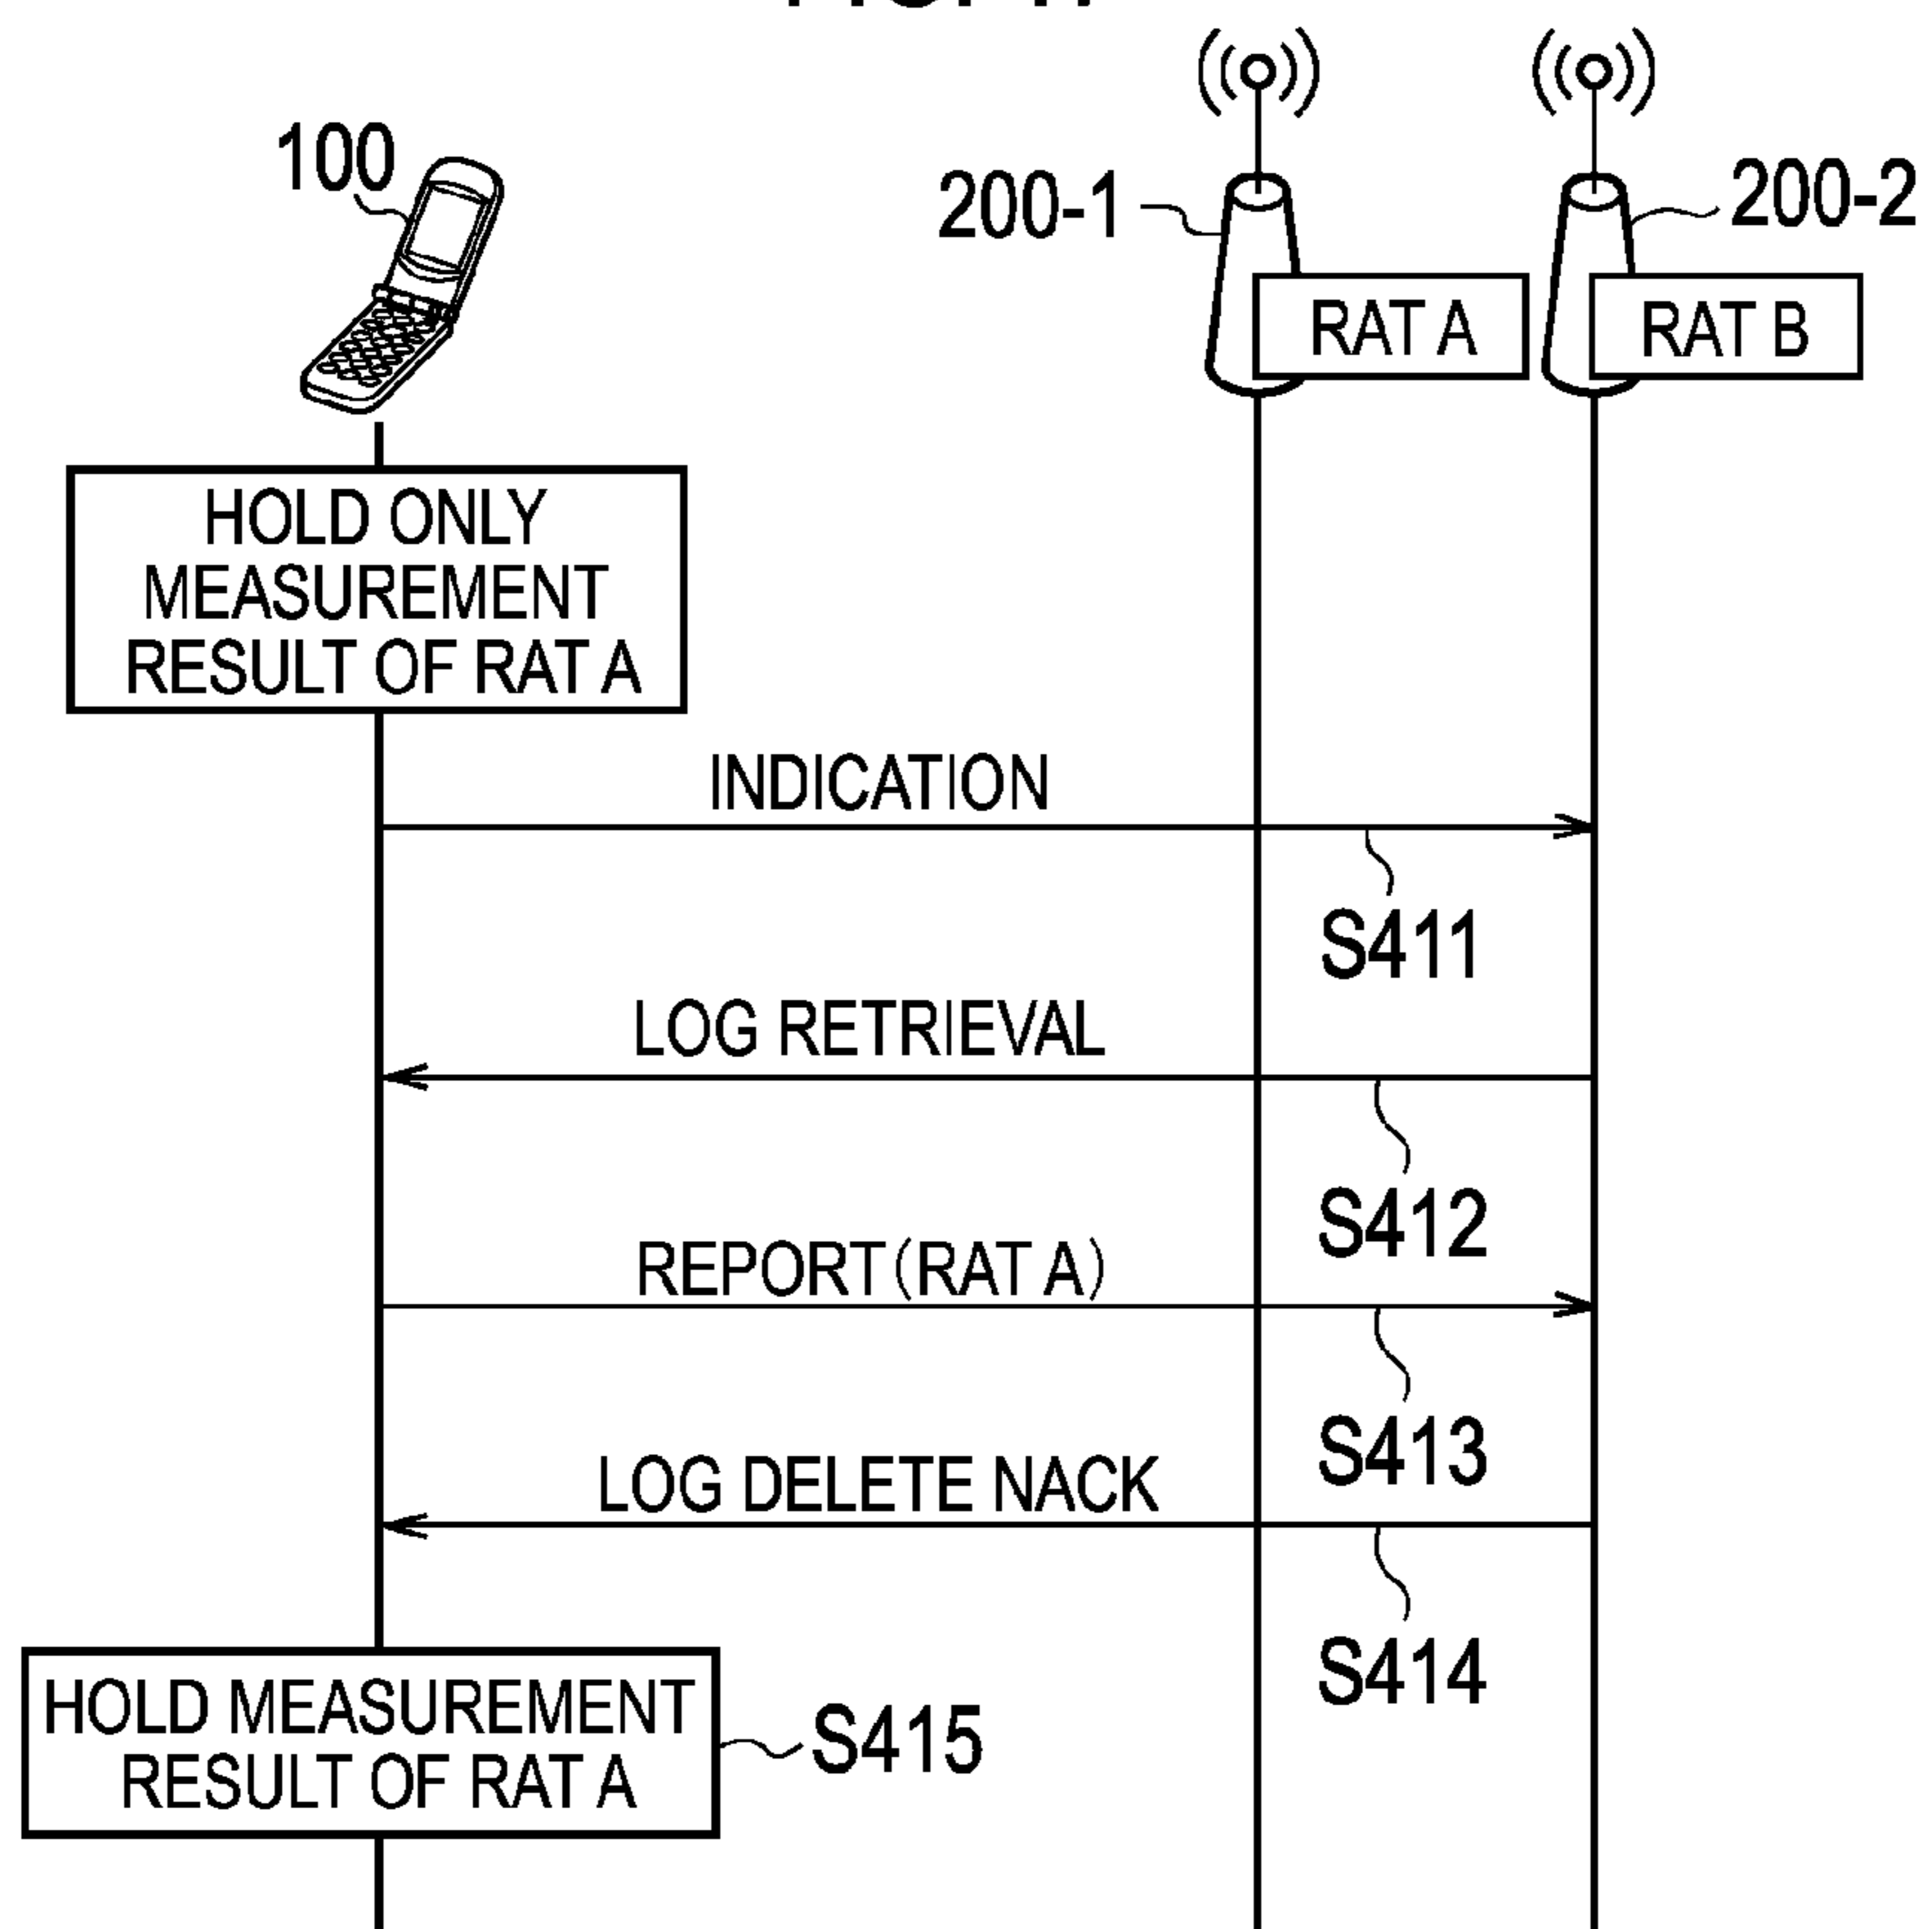 100
200-1
200-2
RAT A
RAT B
HOLD ONLY
MEASUREMENT
RESULT OF RAT A
INDICATION
S411
LOG RETRIEVAL
S412
REPORT(RAT A)
S413
LOG DELETE NACK
S414
HOLD MEASUREMENT
RESULT OF RAT A
S415